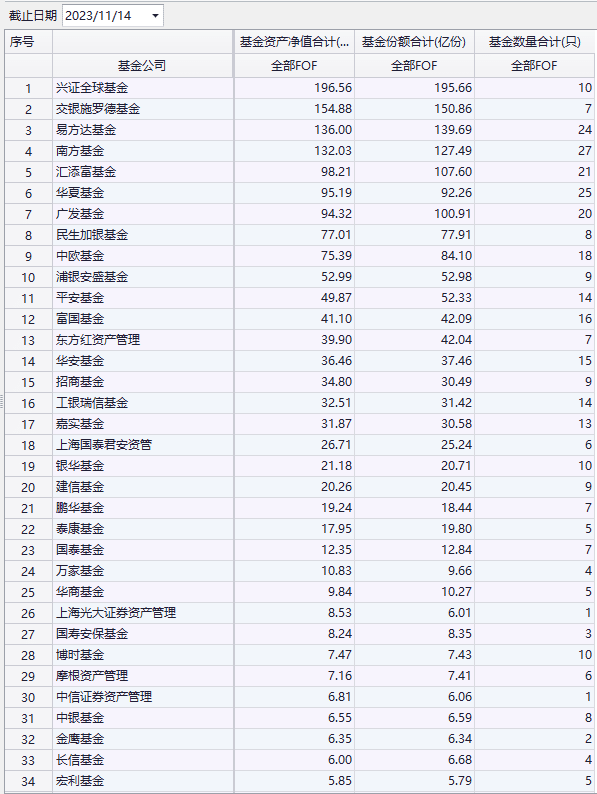 截止日期 2023/11/14
序号 基金资产净值合计(... 基金份额合计(亿份) 基金数量合计(只)
基金公司 全部FOF 全部FOF 全部FOF
1 兴证全球基金 196.56 195.66 10
2 交银施罗德基金 154.88 150.86 7
3 易方达基金 136.00 139.69 24
4 南方基金 132.03 127.49 27
5 汇添富基金 98.21 107.60 21
6 华夏基金 95.19 92.26 25
7 广发基金 94.32 100.91 20
8 民生加银基金 77.01 77.91 8
9 中欧基金 75.39 84.10 18
10 浦银安盛基金 52.99 52.98 9
11 平安基金 49.87 52.33 14
12 富国基金 41.10 42.09 16
13 东方红资产管理 39.90 42.04 7
14 华安基金 36.46 37.46 15
15 招商基金 34.80 30.49 9
16 工银瑞信基金 32.51 31.42 14
17 嘉实基金 31.87 30.58 13
18 上海国泰君安资管 26.71 25.24 6
19 银华基金 21.18 20.71 10
20 建信基金 20.26 20.45 9
21 鹏华基金 19.24 18.44 7
22 泰康基金 17.95 19.80 5
23 国泰基金 12.35 12.84 7
24 万家基金 10.83 9.66 4
25 华商基金 9.84 10.27 5
26 上海光大证券资产管理 8.53 6.01 1
27 国寿安保基金 8.24 8.35 3
28 博时基金 7.47 7.43 10
29 摩根资产管理 7.16 7.41 6
30 中信证券资产管理 6.81 6.06 1
31 中银基金 6.55 6.59 8
32 金鹰基金 6.35 6.34 2
33 长信基金 6.00 6.68 4
34 宏利基金 5.85 5.79 5